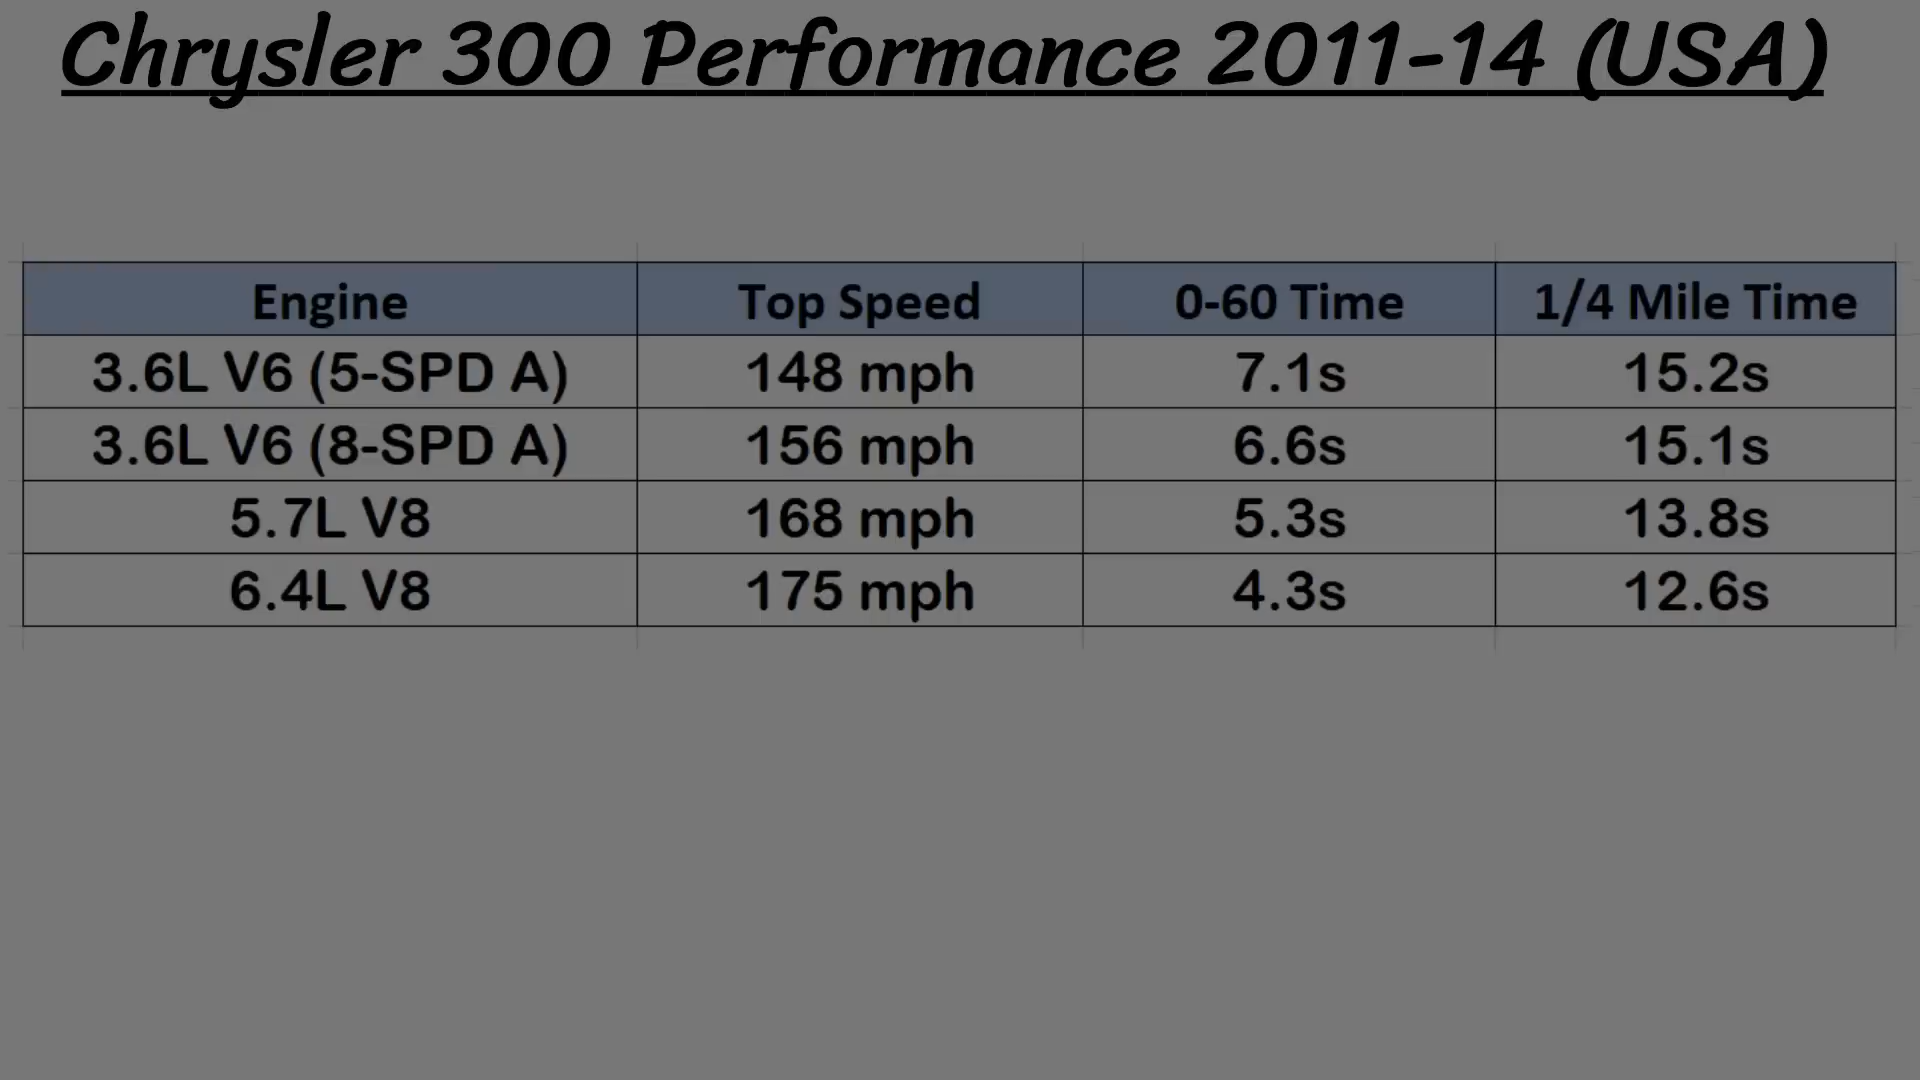 Chrysler 300 Performance 2011-14 (USA)
Engine Top Speed 0-60 Time 1/4 Mile Time
3.6L V6 (5-SPD A) 148 mph 7.1s 15.2s
3.6L V6 (8-SPD A) 156 mph 6.6s 15.1s
5.7L V8 168 mph 5.3s 13.8s
6.4L V8 175 mph 4.3s 12.6s